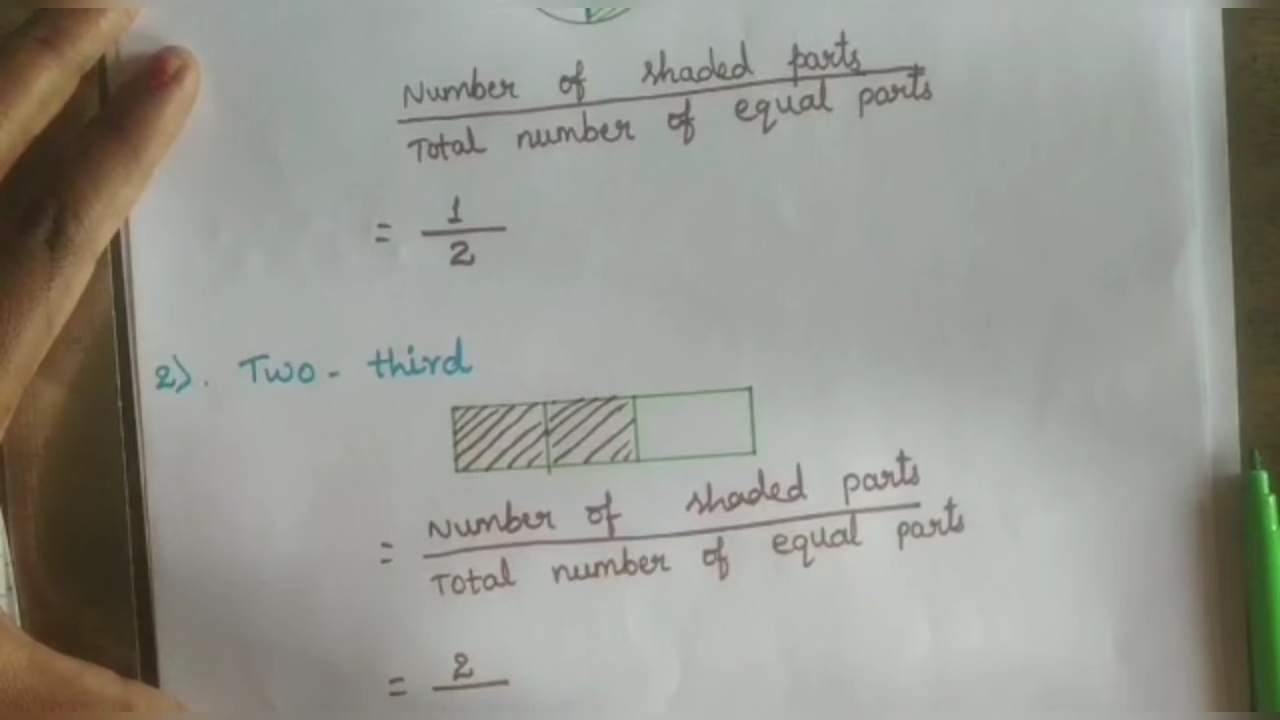 Number of shaded parts
Total number of equal parts
= 1
2
2). Two - third
= Number of shaded parts
Total number of equal parts
= 2